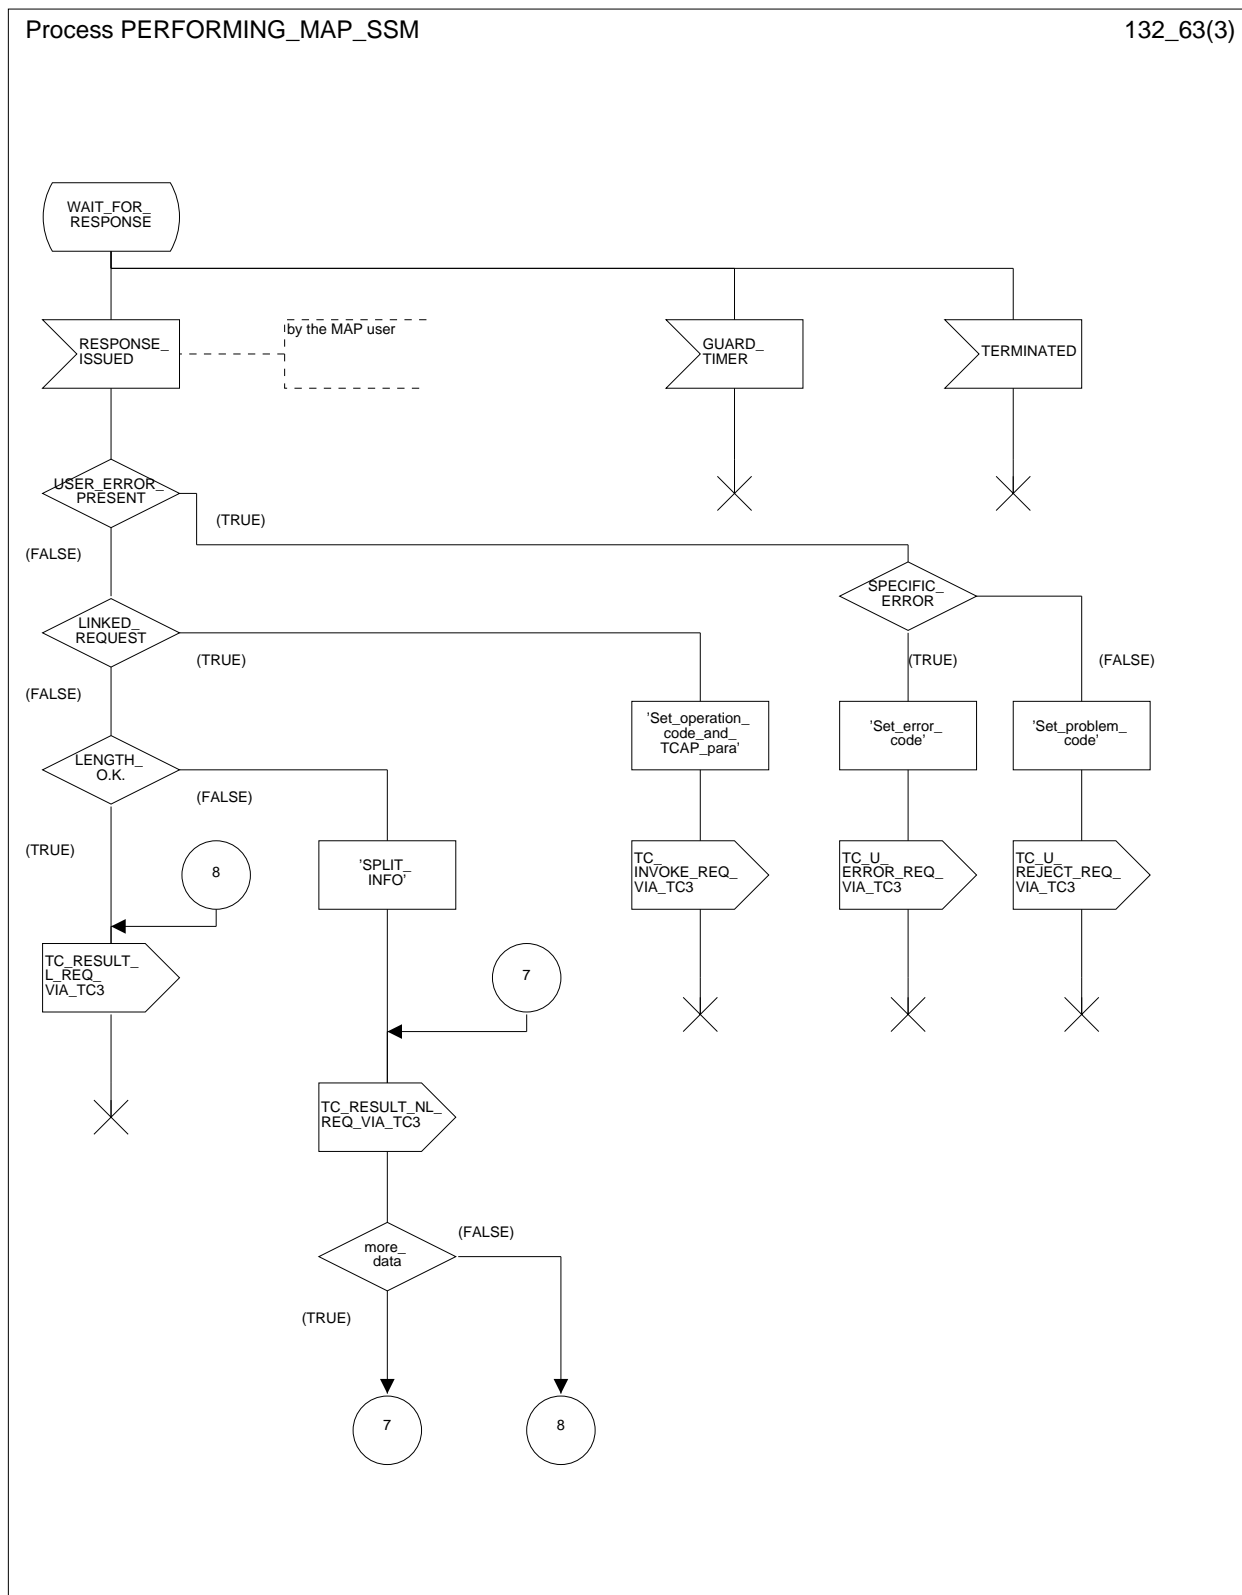 Process PERFORMING_MAP_SSM
132_63(3)
WAIT_FOR_
RESPONSE
RESPONSE_
ISSUED
by the MAP user
GUARD_
TIMER
TERMINATED
USER_ERROR_
PRESENT
(TRUE)
(FALSE)
SPECIFIC_
ERROR
LINKED_
REQUEST
(TRUE)
(TRUE)
(FALSE)
(FALSE)
'Set_operation_
code_and_
TCAP_para'
'Set_error_
code'
'Set_problem_
code'
LENGTH_
O.K.
(FALSE)
(TRUE)
8
'SPLIT_
INFO'
TC_
INVOKE_REQ_
VIA_TC3
TC_U_
ERROR_REQ_
VIA_TC3
TC_U_
REJECT_REQ_
VIA_TC3
TC_RESULT_
L_REQ_
VIA_TC3
7
TC_RESULT_NL_
REQ_VIA_TC3
(FALSE)
more_
data
(TRUE)
7
8